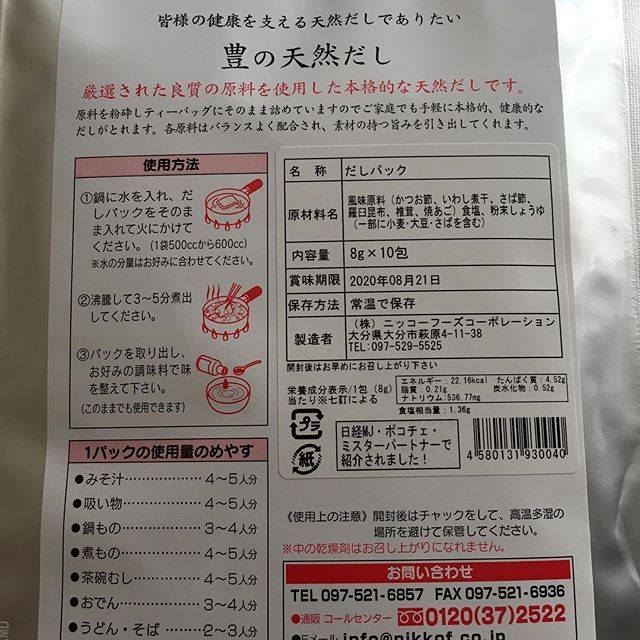 皆様の健康を支える天然だしでありたい
豊の天然だし
厳選された良質の原料を使用した本格的な天然だしです。
原料を粉砕しティーバッグにそのまま詰めていますのでご家庭でも手軽に本格的、健康的な
だしがとれます。各原料はバランスよく配合され、素材の持つ旨みを引き出してくれます。
使用方法
①鍋に水を入れ、だ
しパックをそのま
ま入れて火にかけて
ください。(1袋500ccから600cc)
※水の分量はお好みに合わせてください。
②沸騰して3〜5分煮出
してください。
③パックを取り出し、
お好みの調味料で味
を整えて下さい。
(このままでも使用できます)
1パックの使用量のめやす
●みそ汁……………4〜5人分
●吸い物……………4〜5人分
●鍋もの……………3〜4人分
●煮もの……………3〜4人分
●茶碗むし…………4〜5人分
●おでん……………3〜4人分
●うどん・そば……2〜3人分
名 称 だしパック
原材料名 風味原料(かつお節、いわし煮干、さば節、
羅臼昆布、椎茸、焼あご)食塩、粉末しょうゆ
(一部に小麦・大豆・さばを含む)
内容量 8g×10包
賞味期限 2020年08月21日
保存方法 常温で保存
製造者 (株)ニッコーフーズコーポレーション
大分県大分市萩原4-11-38
TEL:097-529-5525
開封後はお早めにお召し上がり下さい。
栄養成分表示/1包(8g)
当たり※七訂による
エネルギー:22.16kcal たんぱく質:4.52g
脂質:0.21g 炭水化物:0.52g
ナトリウム:536.77mg
食塩相当量:1.36g
プラ
紙
日経MJ・ポコチェ・
ミスターパートナーで
紹介されました!
4580131930040
《使用上の注意》開封後はチャックをして、高温多湿の
場所を避けて保管してください。
※中の乾燥剤はお召し上がりになれません。
お問い合わせ
TEL 097-521-6857 FAX 097-521-6936
●通販 コールセンター 0120(37)2522
●Eメール info@nikkof.co.jp